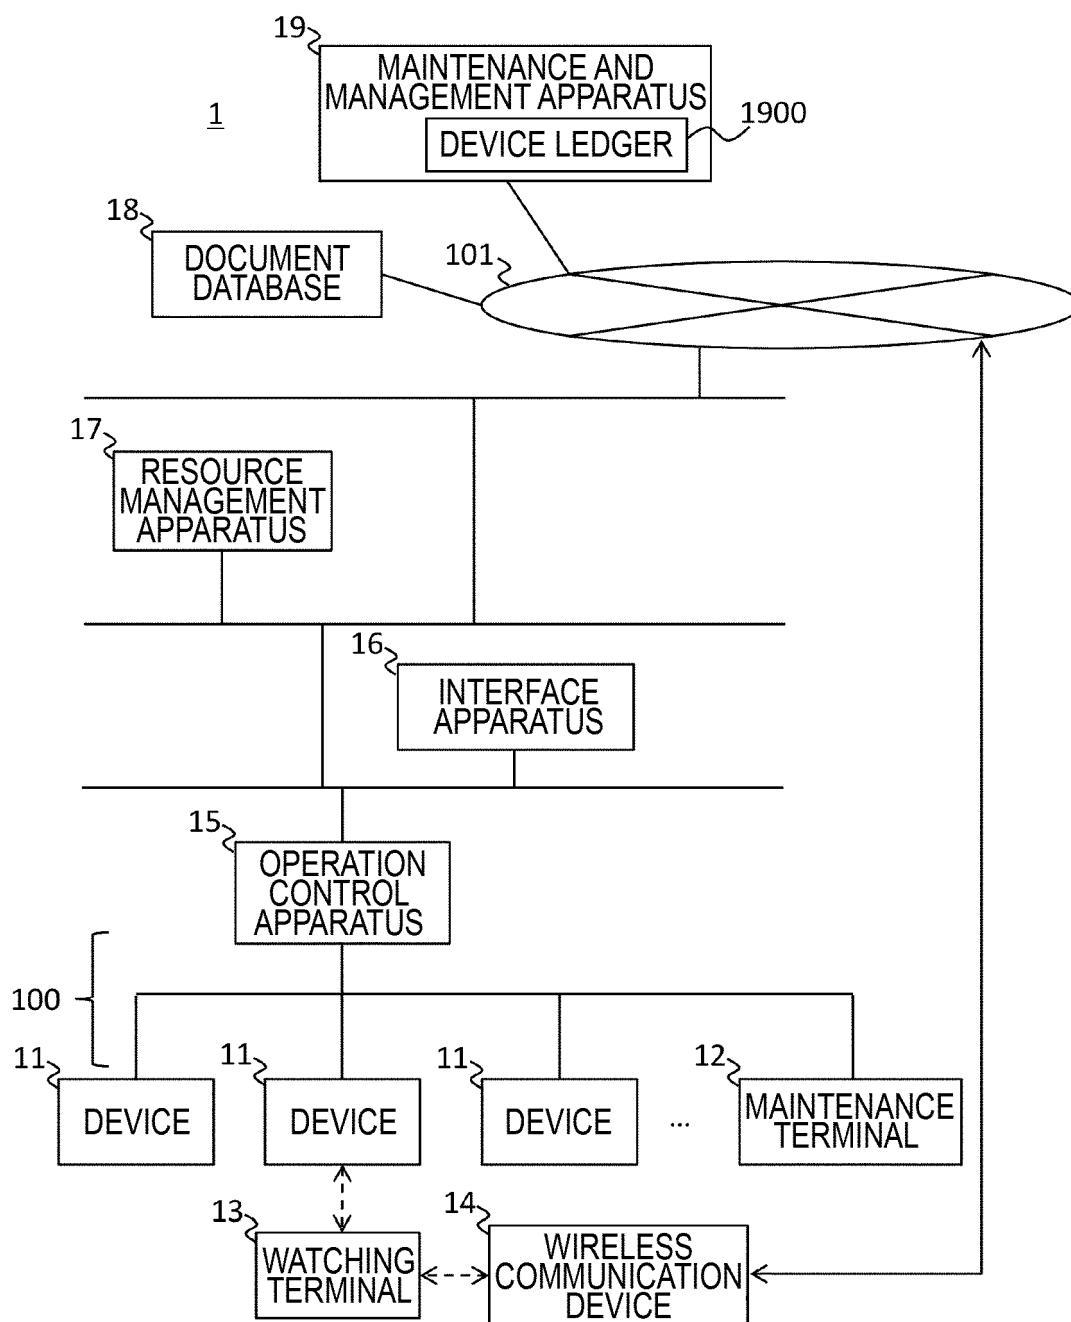 19
MAINTENANCE AND
MANAGEMENT APPARATUS
1
1900
DEVICE LEDGER
18
DOCUMENT
DATABASE
101
17
RESOURCE
MANAGEMENT
APPARATUS
16
INTERFACE
APPARATUS
15
OPERATION
CONTROL
APPARATUS
100
11
11
11
12
DEVICE
DEVICE
DEVICE
...
MAINTENANCE
TERMINAL
13
14
WATCHING
TERMINAL
WIRELESS
COMMUNICATION
DEVICE